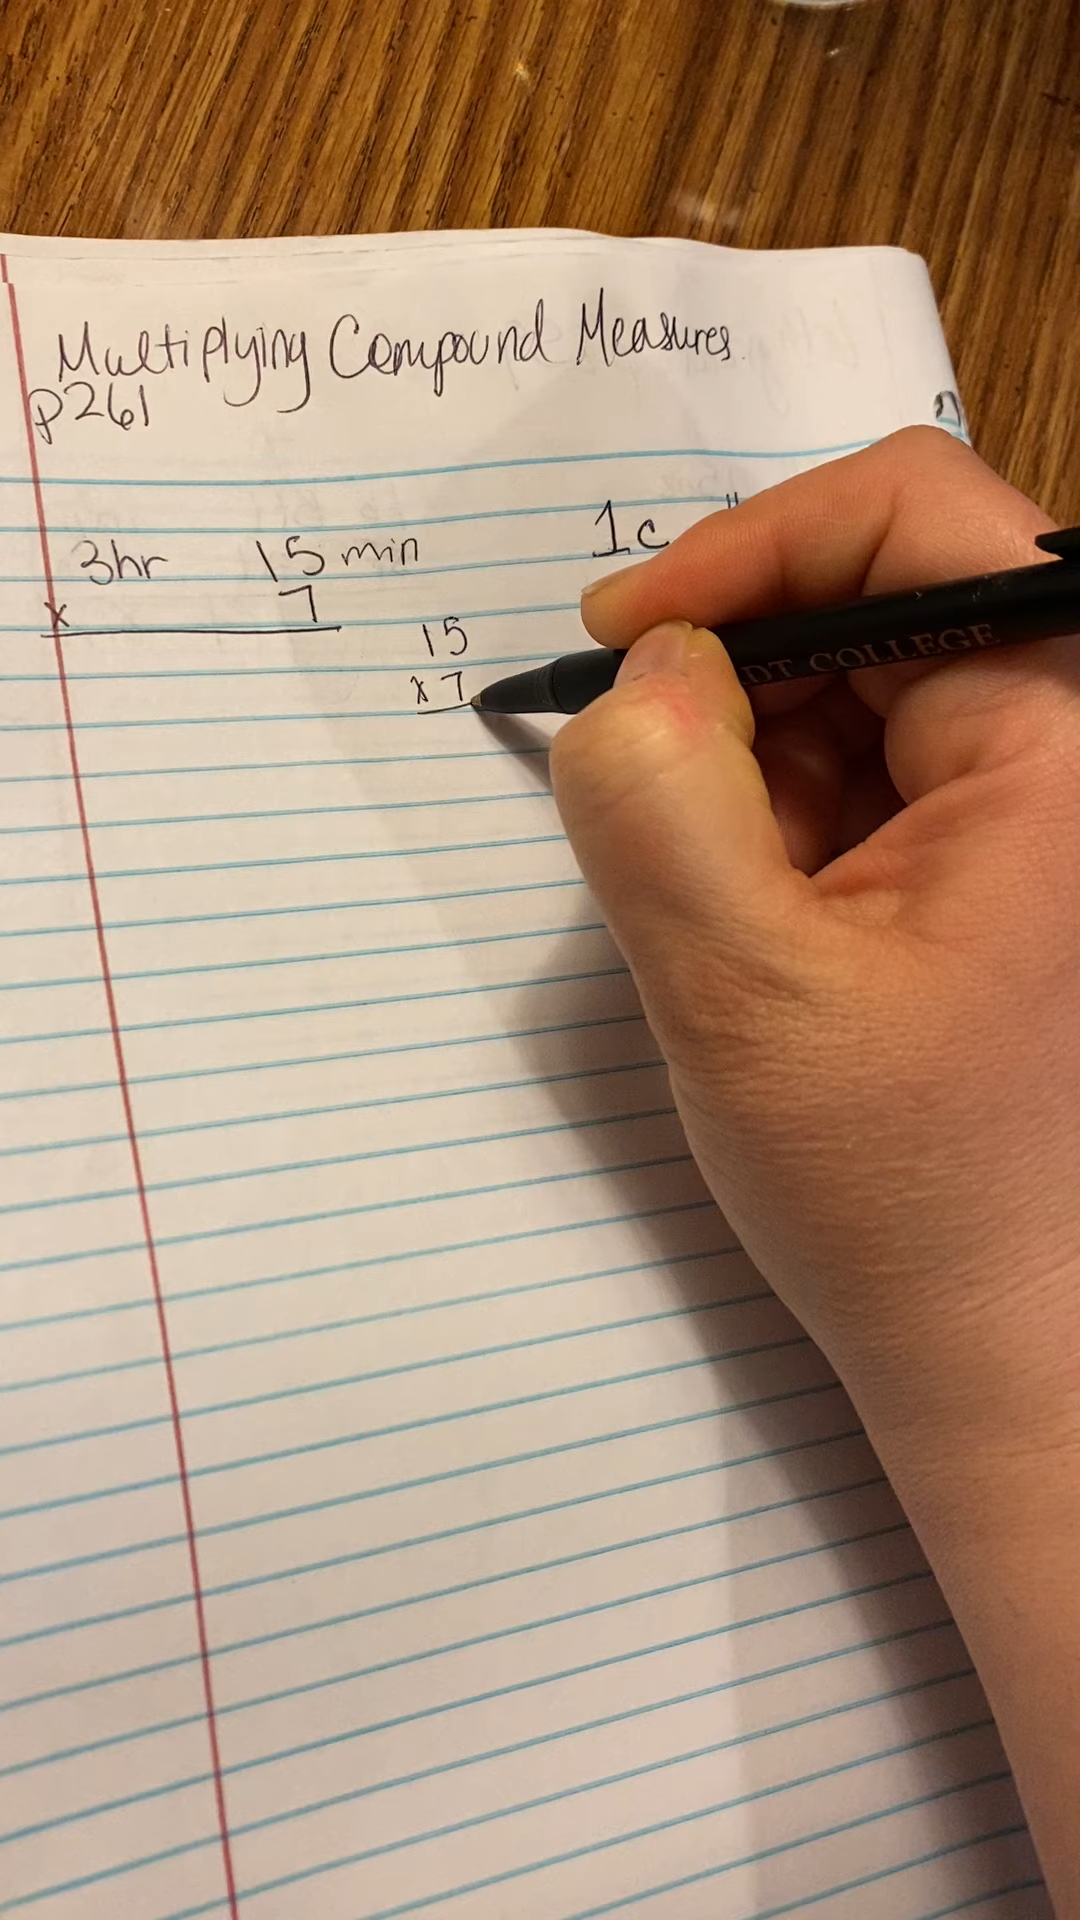 Multiplying Compound Measures.
p261
3hr 15 min
x 7
15
x 7
1c
DT COLLEGE